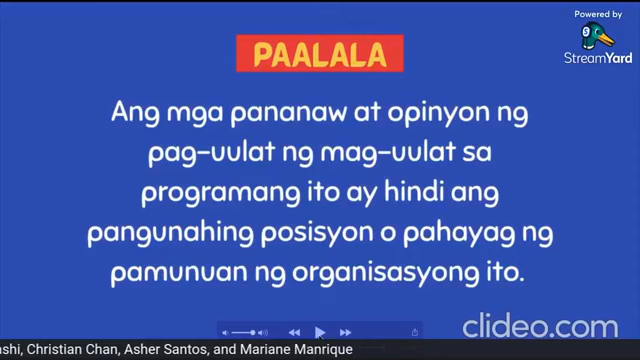 Powered by
StreamYard
PAALALA
Ang mga pananaw at opinyon ng
pag-uulat ng mag-uulat sa
programang ito ay hindi ang
pangunahing posisyon o pahayag ng
pamunuan ng organisasyong ito.
clideo.com
ashi, Christian Chan, Asher Santos, and Mariane Manrique